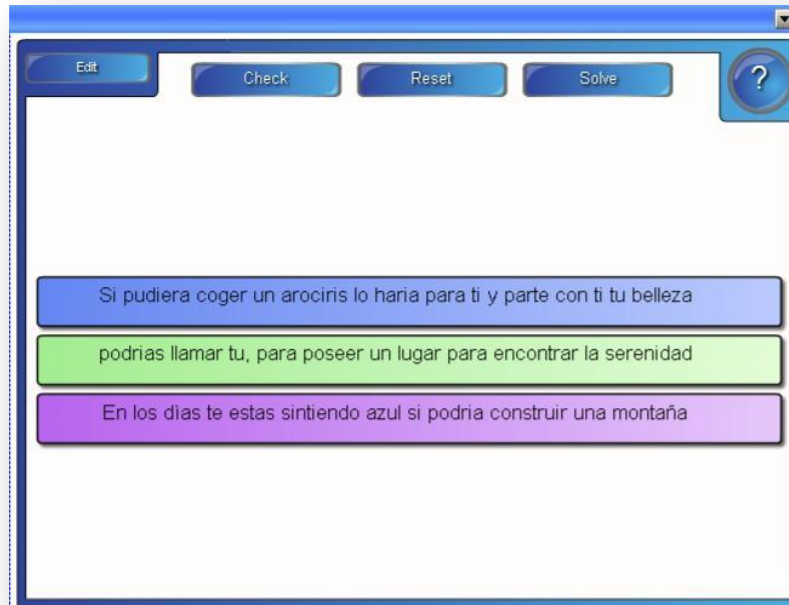 Edit
Check
Reset
Solve
?
Si pudiera coger un arociris lo haria para ti y parte con ti tu belleza
podrias llamar tu, para poseer un lugar para encontrar la serenidad
En los dìas te estas sintiendo azul si podria construir una montaña